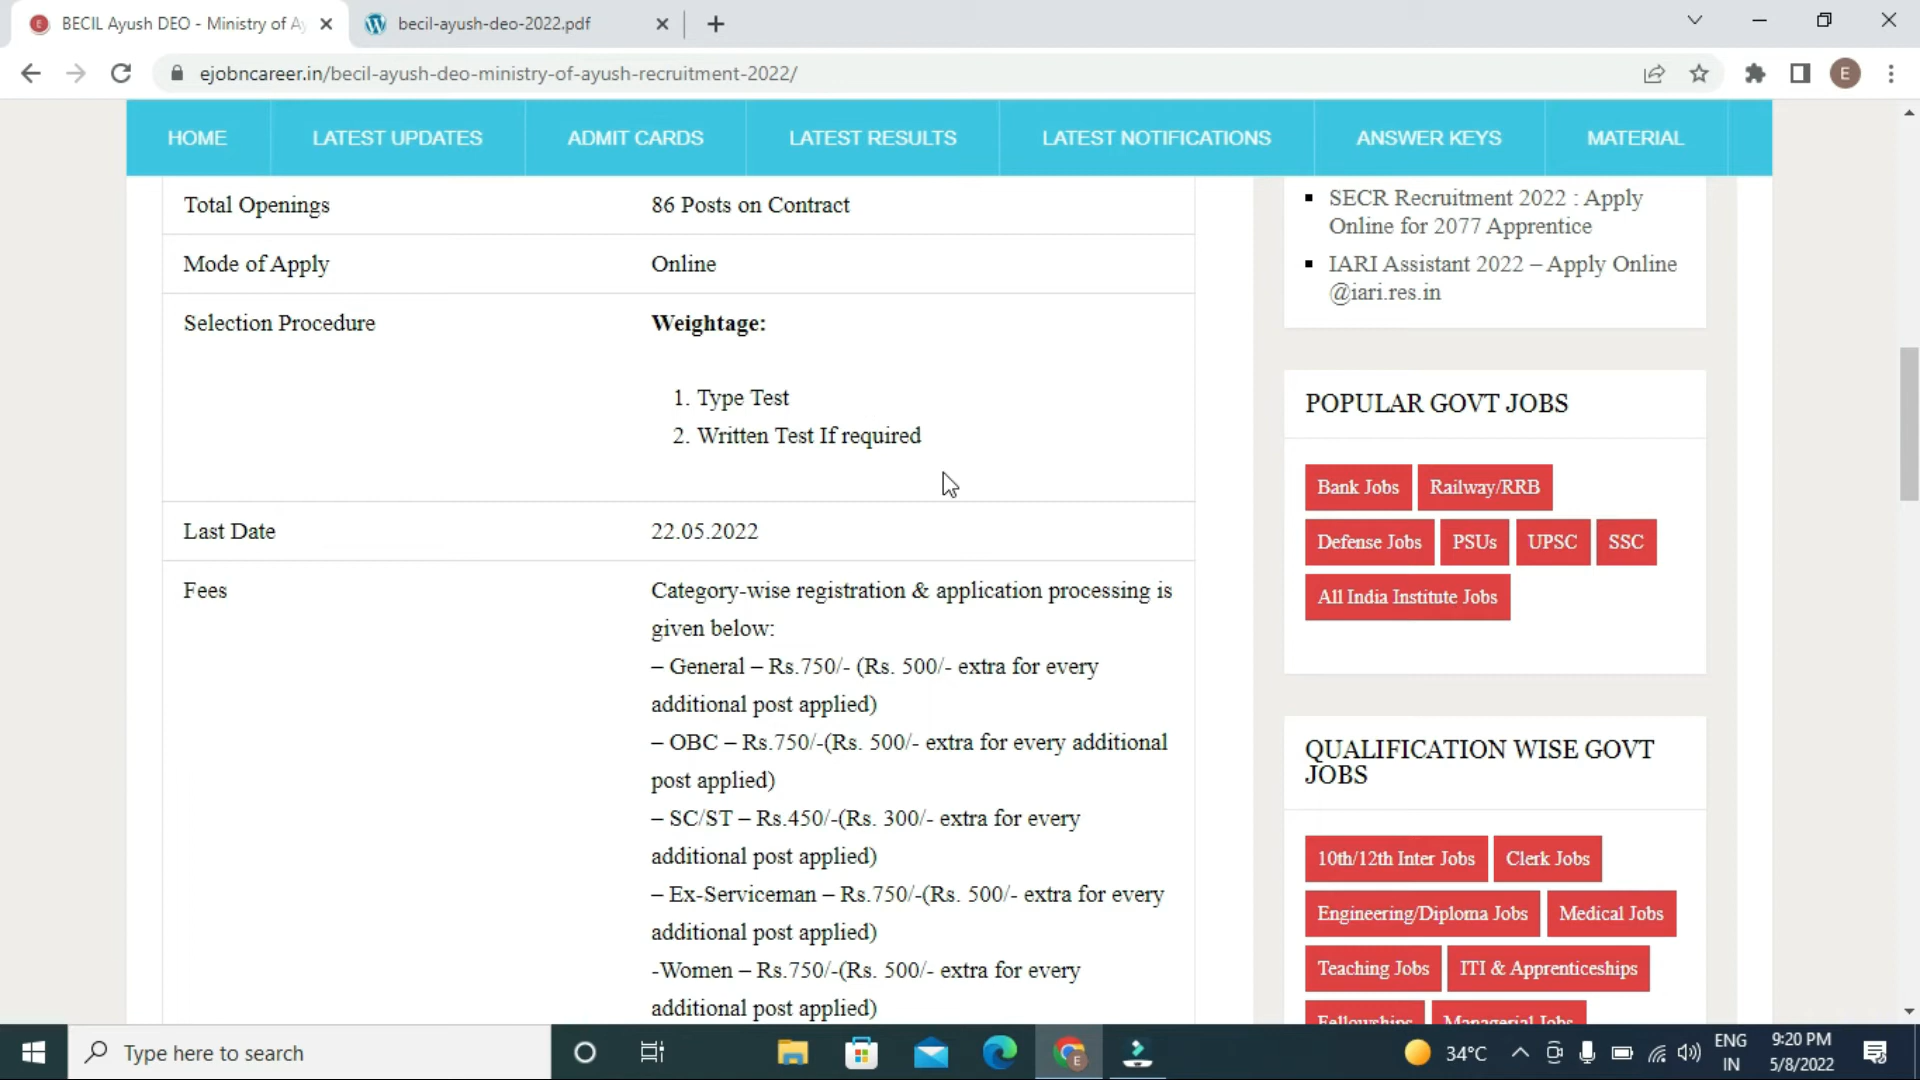 BECIL Ayush DEO - Ministry of Ay
becil-ayush-deo-2022.pdf
ejobncareer.in/becil-ayush-deo-ministry-of-ayush-recruitment-2022/
E
HOME
LATEST UPDATES
ADMIT CARDS
LATEST RESULTS
LATEST NOTIFICATIONS
ANSWER KEYS
MATERIAL
Total Openings
86 Posts on Contract
Mode of Apply
Online
Selection Procedure
Weightage:
1. Type Test
2. Written Test If required
Last Date
22.05.2022
Fees
Category-wise registration & application processing is
given below:
– General – Rs.750/- (Rs. 500/- extra for every
additional post applied)
– OBC – Rs.750/-(Rs. 500/- extra for every additional
post applied)
– SC/ST – Rs.450/-(Rs. 300/- extra for every
additional post applied)
– Ex-Serviceman – Rs.750/-(Rs. 500/- extra for every
additional post applied)
-Women – Rs.750/-(Rs. 500/- extra for every
additional post applied)
SECR Recruitment 2022 : Apply
Online for 2077 Apprentice
IARI Assistant 2022 – Apply Online
@iari.res.in
POPULAR GOVT JOBS
Bank Jobs
Railway/RRB
Defense Jobs
PSUs
UPSC
SSC
All India Institute Jobs
QUALIFICATION WISE GOVT
JOBS
10th/12th Inter Jobs
Clerk Jobs
Engineering/Diploma Jobs
Medical Jobs
Teaching Jobs
ITI & Apprenticeships
Fellowships
Managerial Jobs
Type here to search
34°C
ENG
IN
9:20 PM
5/8/2022